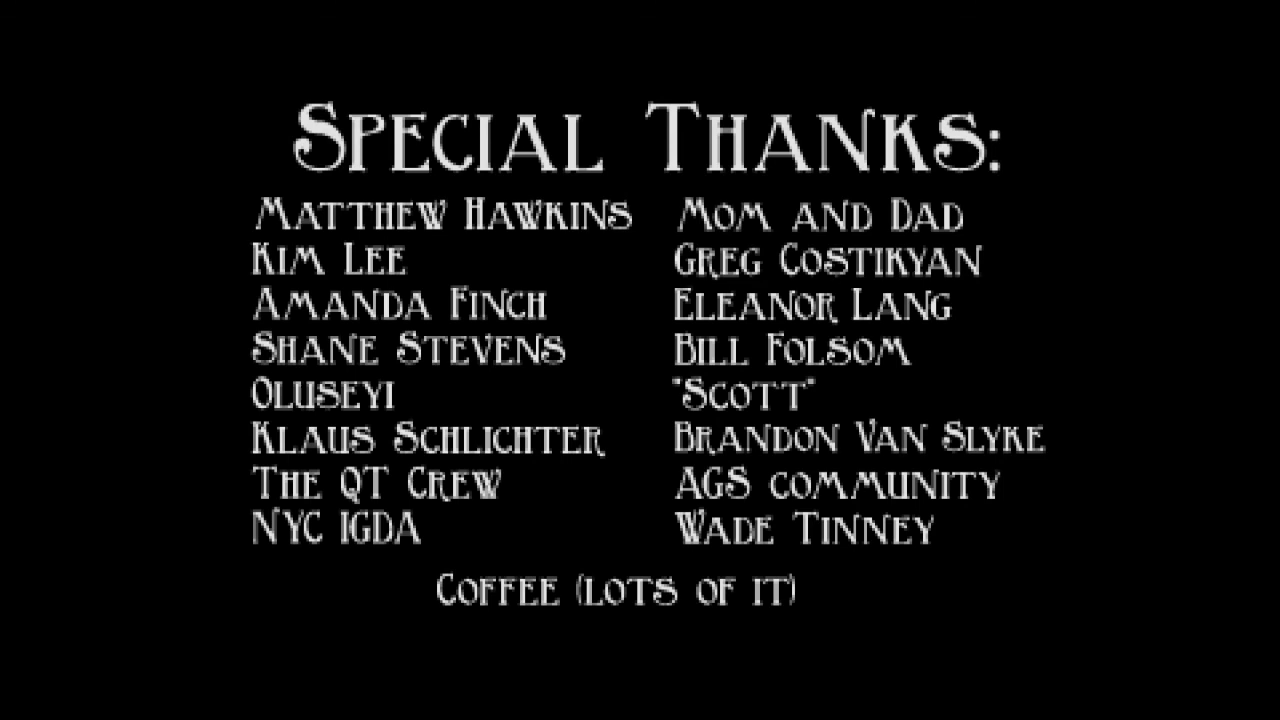 Special Thanks:
Matthew Hawkins
Kim Lee
Amanda Finch
Shane Stevens
Oluseyi
Klaus Schlichter
The QT Crew
NYC IGDA
Mom and Dad
Greg Costikyan
Eleanor Lang
Bill Folsom
"Scott"
Brandon Van Slyke
AGS community
Wade Tinney
Coffee (lots of it)